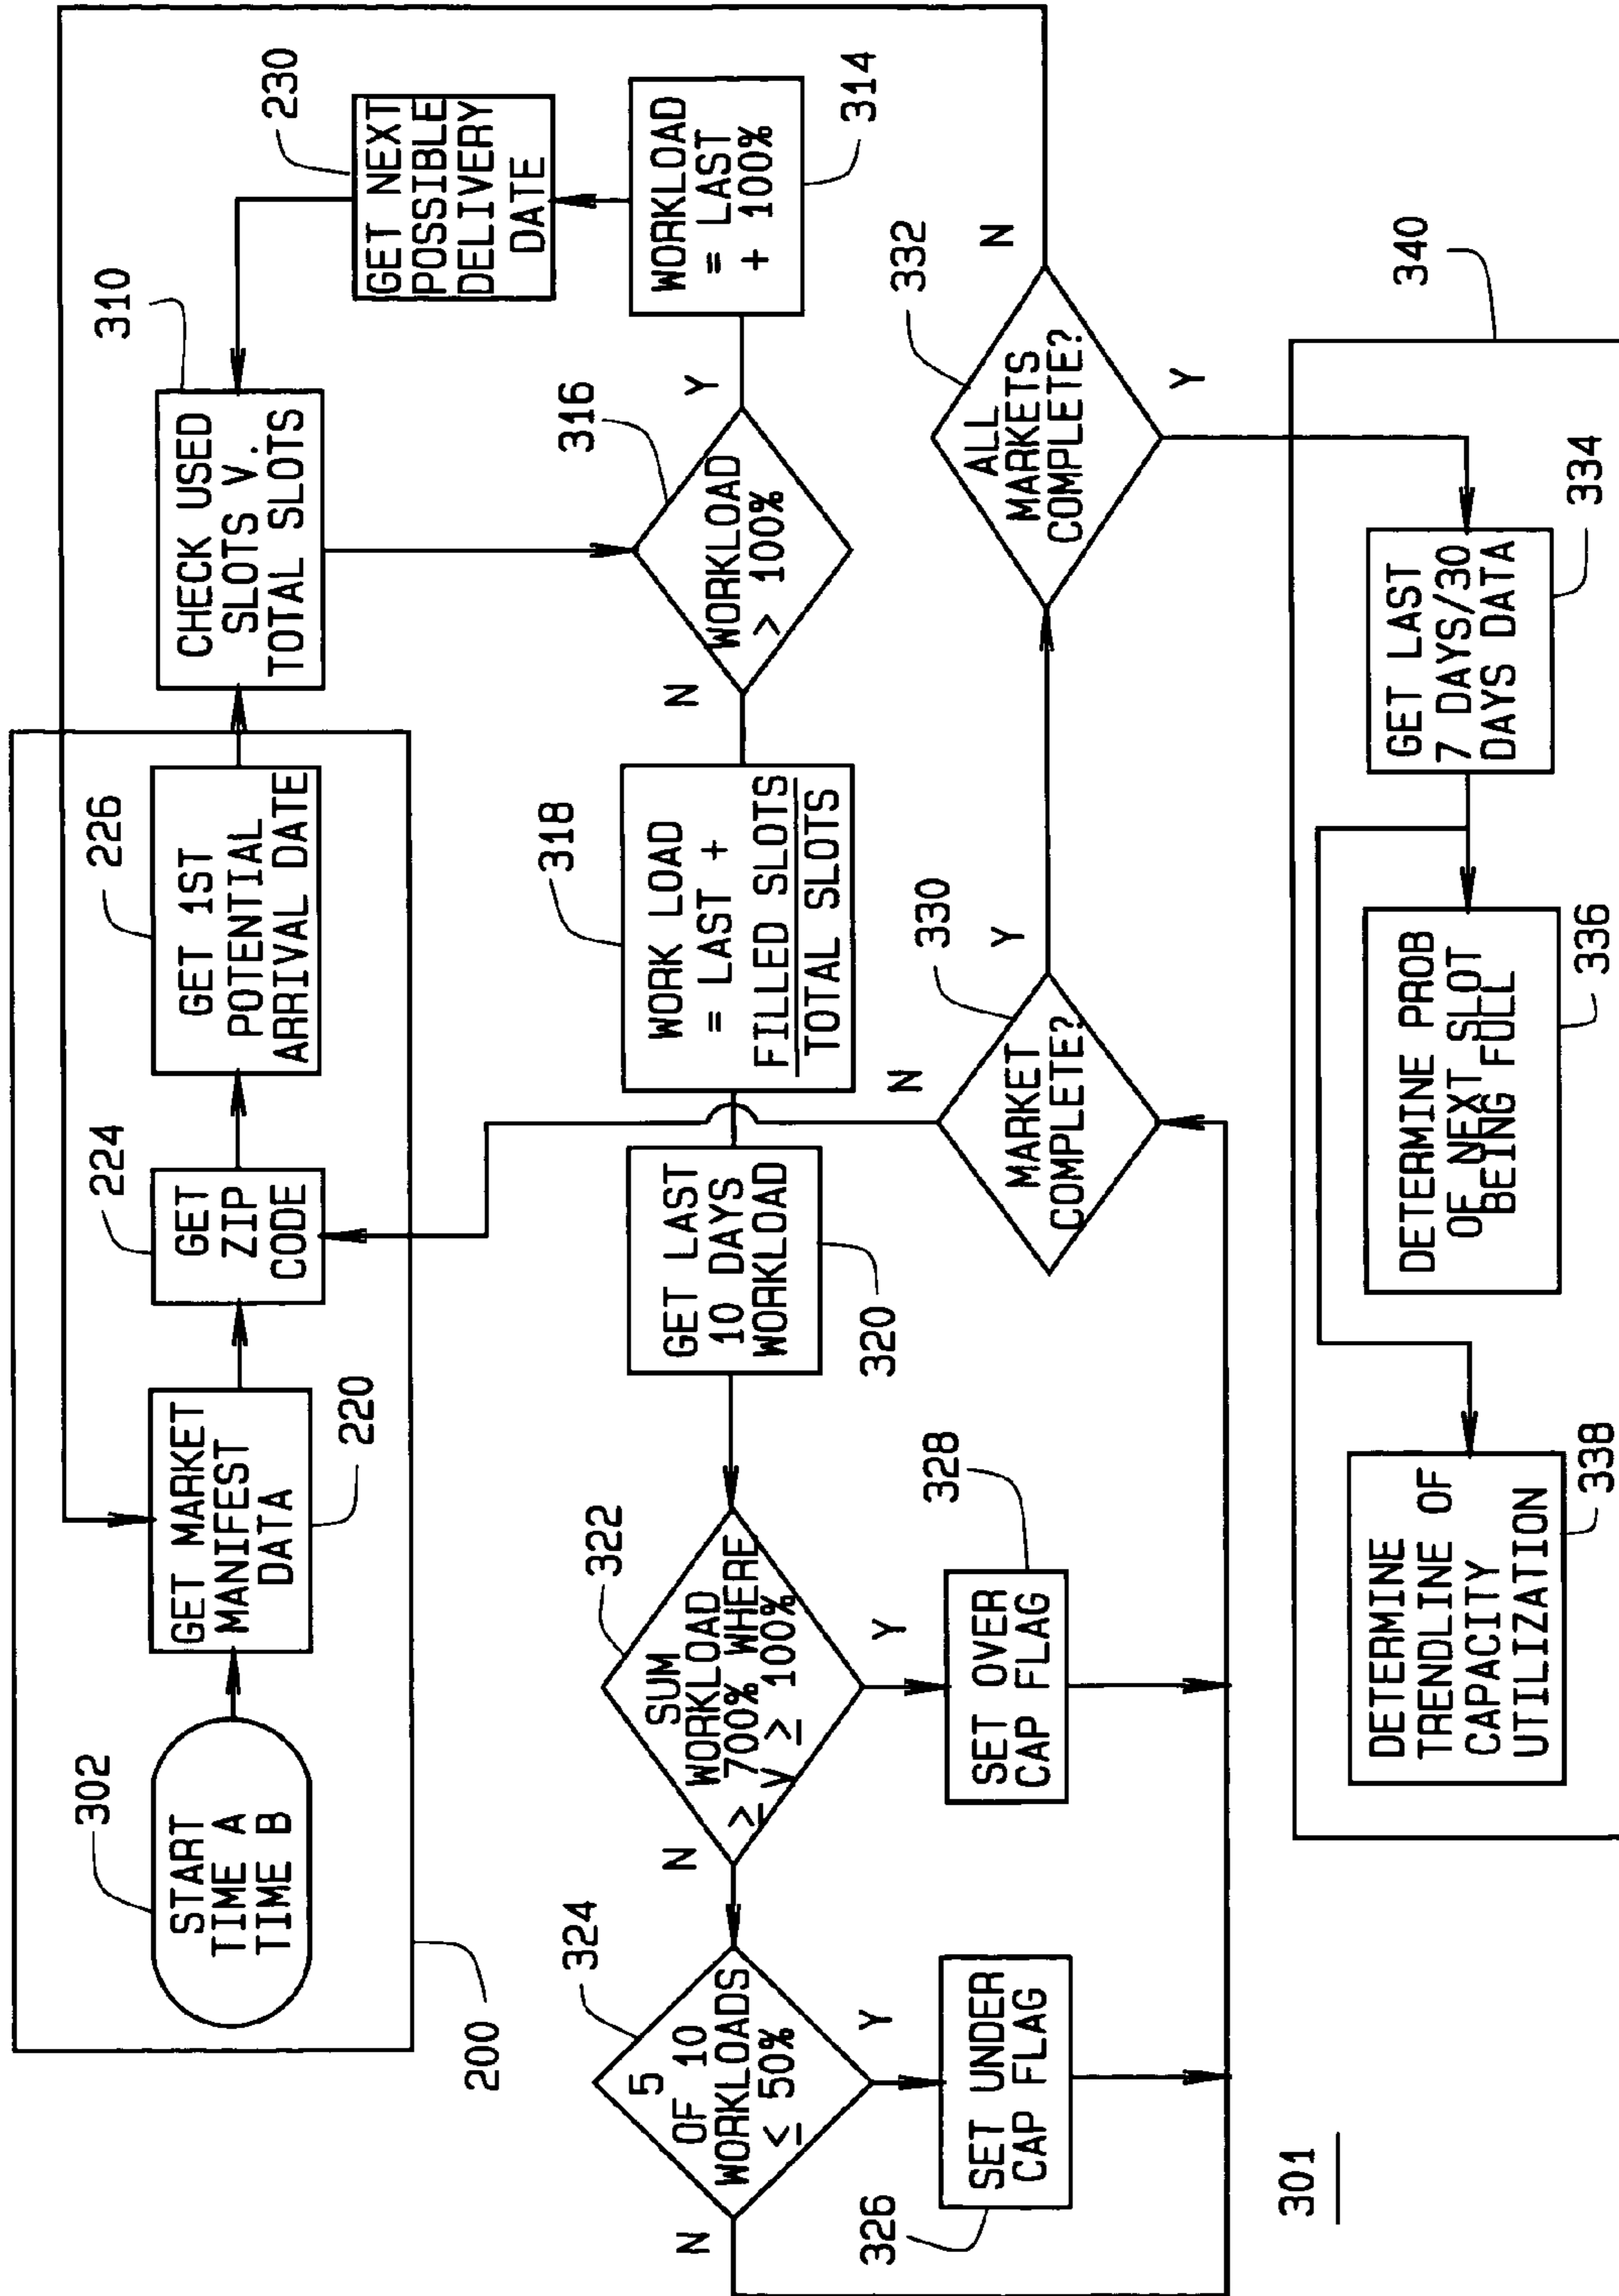 302
START
TIME A
TIME B
GET MARKET
MANIFEST
DATA
220
224
GET
ZIP
CODE
226
GET 1ST
POTENTIAL
ARRIVAL DATE
200
310
CHECK USED
SLOTS V.
TOTAL SLOTS
230
GET NEXT
POSSIBLE
DELIVERY
DATE
324
5
OF 10
WORKLOADS
≤ 50%
N
Y
322
SUM
WORKLOAD
≥ 700% WHERE
V ≥ 100%
N
Y
GET LAST
10 DAYS
WORKLOAD
320
318
WORK LOAD
= LAST +
FILLED SLOTS
TOTAL SLOTS
N
316
WORKLOAD
> 100%
Y
WORKLOAD
= LAST
+ 100%
314
326
SET UNDER
CAP FLAG
328
SET OVER
CAP FLAG
330
MARKET
COMPLETE?
N
Y
332
ALL
MARKETS
COMPLETE?
N
Y
301
340
DETERMINE
TRENDLINE OF
CAPACITY
UTILIZATION
338
DETERMINE PROB
OF NEXT SLOT
BEING FULL
336
GET LAST
7 DAYS/30
DAYS DATA
334